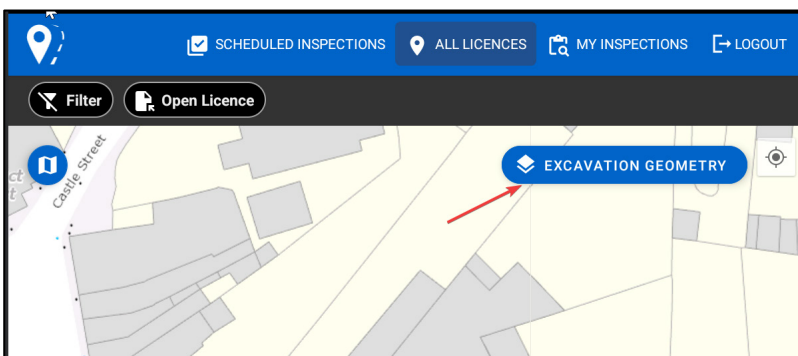 SCHEDULED INSPECTIONS
ALL LICENCES
MY INSPECTIONS
LOGOUT
Filter
Open Licence
Castle Street
EXCAVATION GEOMETRY